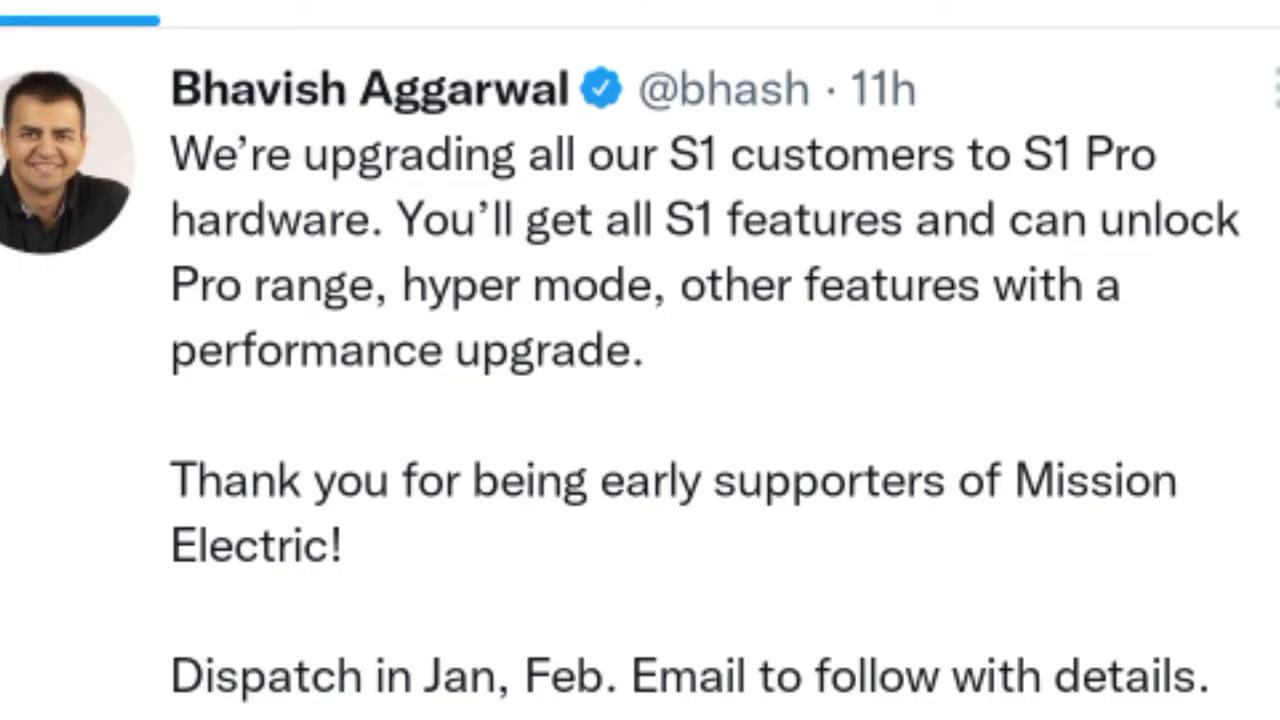 Bhavish Aggarwal @bhash · 11h
We’re upgrading all our S1 customers to S1 Pro
hardware. You’ll get all S1 features and can unlock
Pro range, hyper mode, other features with a
performance upgrade.
Thank you for being early supporters of Mission
Electric!
Dispatch in Jan, Feb. Email to follow with details.